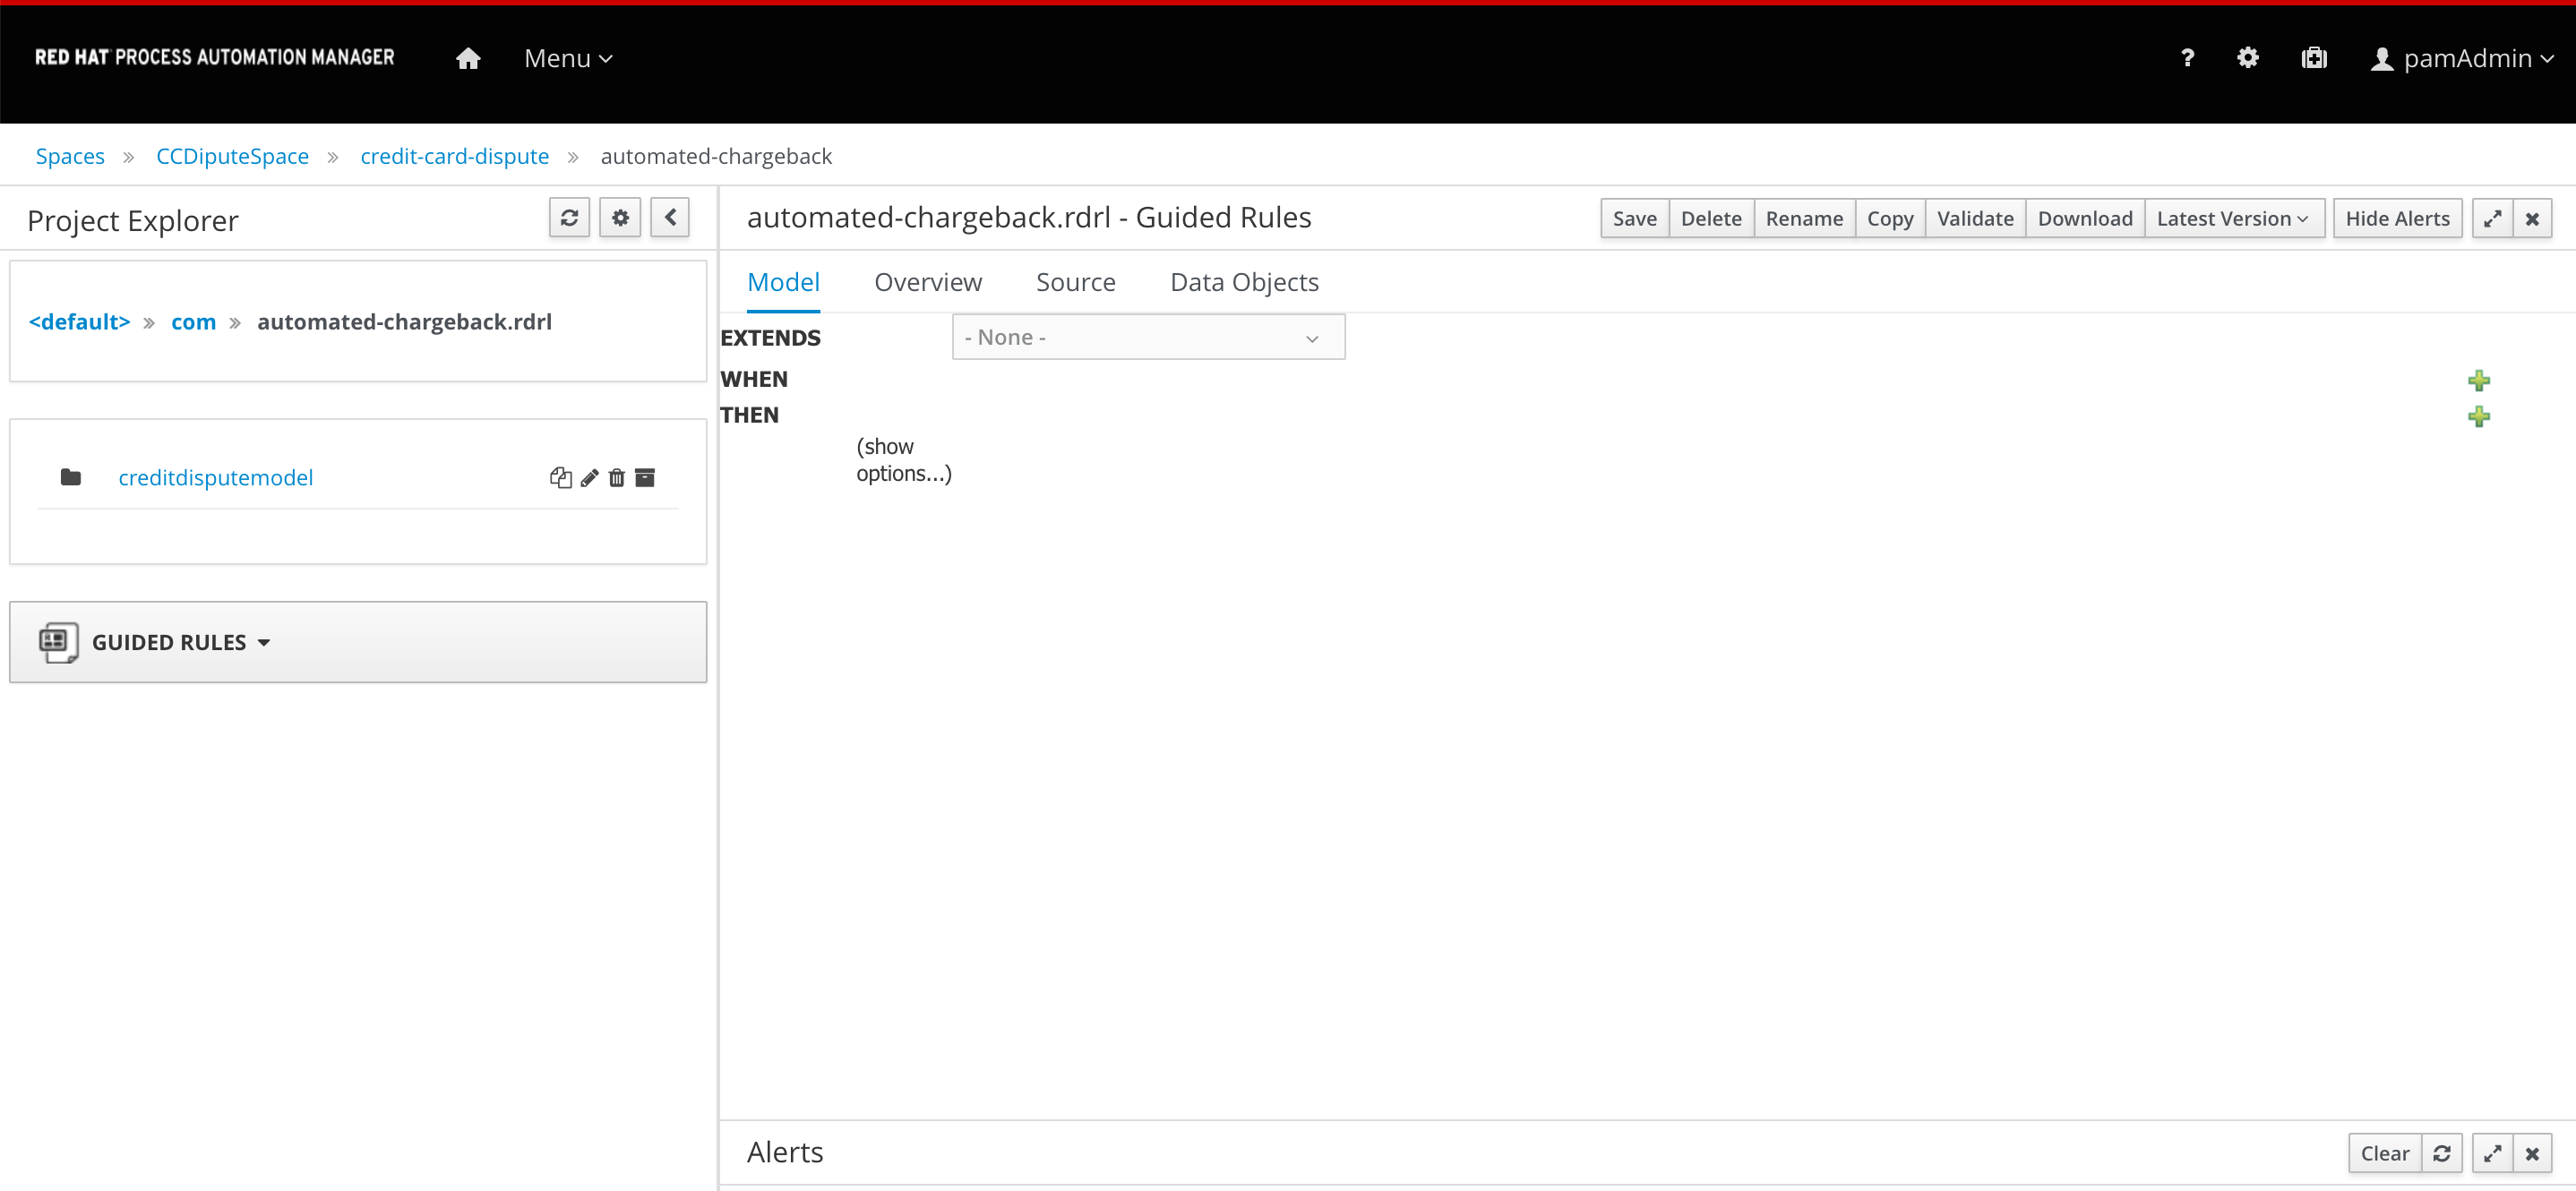 RED HAT PROCESS AUTOMATION MANAGER
Menu
?
pamAdmin
Spaces » CCDiputeSpace » credit-card-dispute » automated-chargeback
Project Explorer
<default> » com » automated-chargeback.rdrl
creditdisputemodel
GUIDED RULES
automated-chargeback.rdrl - Guided Rules
Save Delete Rename Copy Validate Download Latest Version Hide Alerts
Model Overview Source Data Objects
EXTENDS - None -
WHEN
THEN
(show
options...)
Alerts
Clear